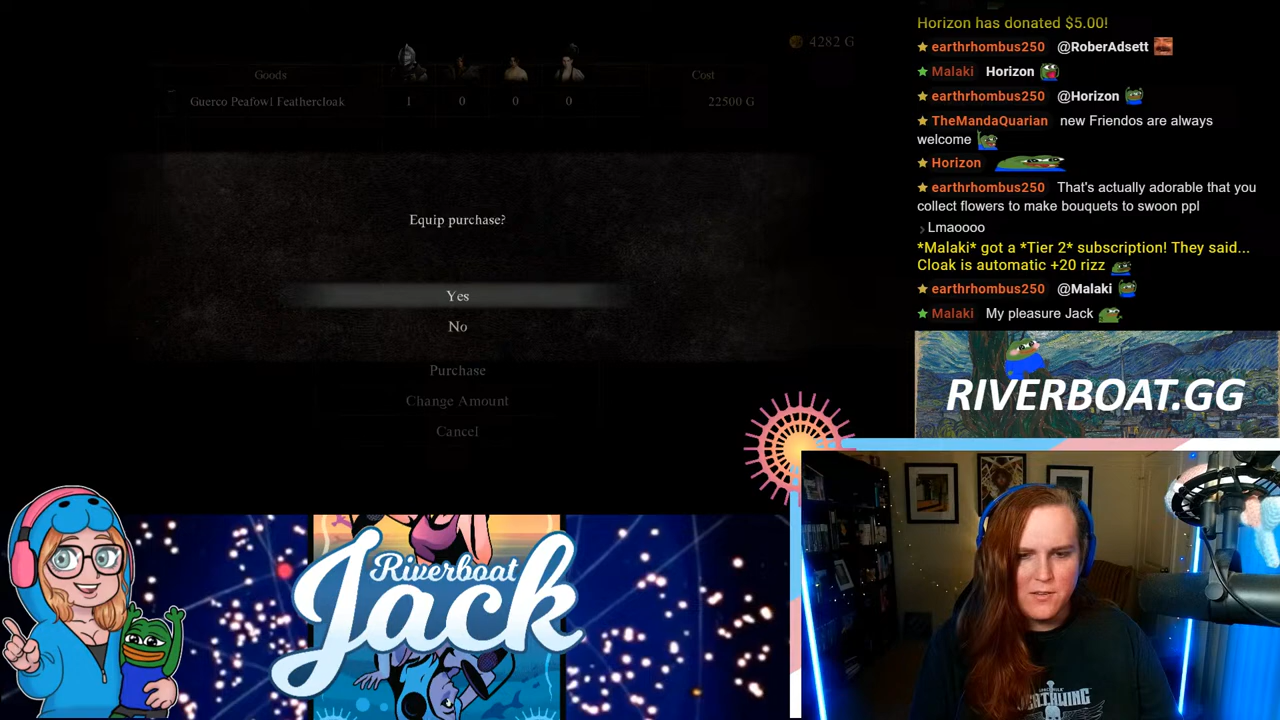 4282 G
Goods
Cost
Guerco Peafowl Feathercloak 1 0 0 0 22500 G
Equip purchase?
Yes
No
Purchase
Change Amount
Cancel
Horizon has donated $5.00!
earthrhombus250 @RoberAdsett
Malaki Horizon
earthrhombus250 @Horizon
TheMandaQuarian new Friendos are always
welcome
Horizon
earthrhombus250 That's actually adorable that you
collect flowers to make bouquets to swoon ppl
Lmaoooo
*Malaki* got a *Tier 2* subscription! They said...
Cloak is automatic +20 rizz
earthrhombus250 @Malaki
Malaki My pleasure Jack
RIVERBOAT.GG
Riverboat
Jack
DEATHWING